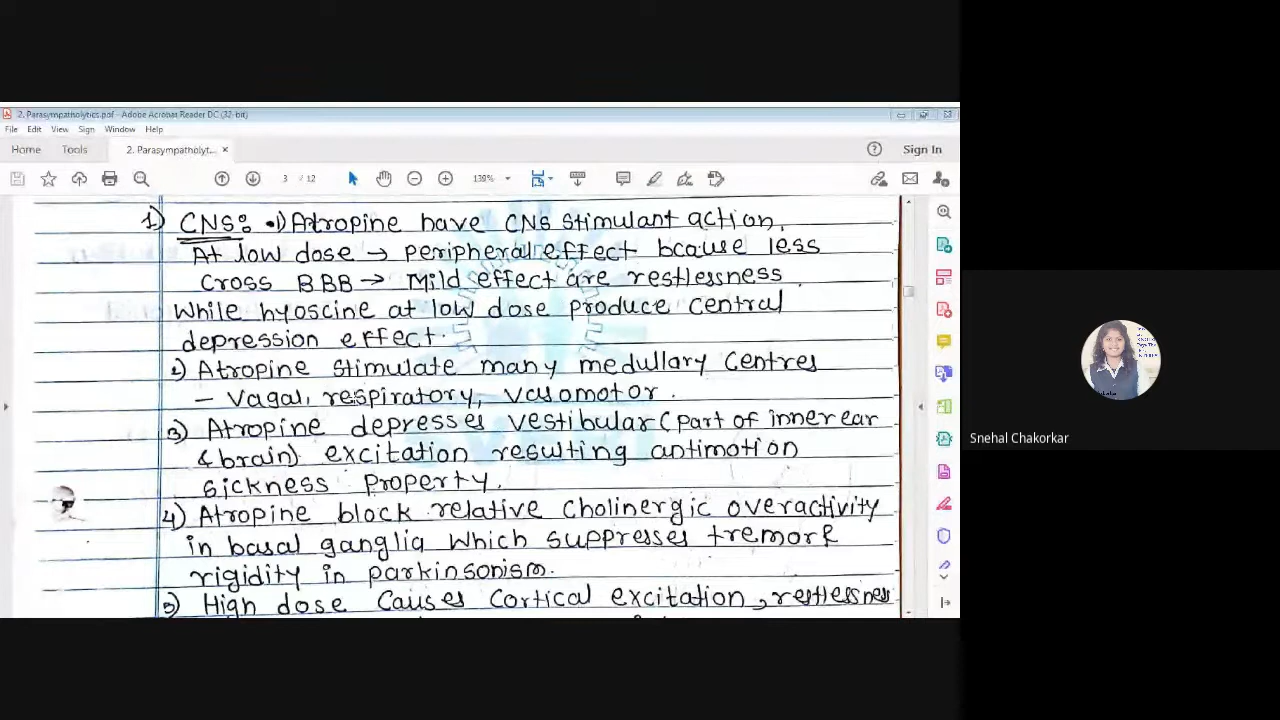 2. Parasympatholytics.pdf - Adobe Acrobat Reader DC (32-bit)
File Edit View Sign Window Help
Home Tools 2. Parasympatholyt... × Sign In
3 / 12 139%
1) CNS: •1) Atropine have CNS stimulant action.
At low dose → peripheral effect bcause less
Cross BBB → Mild effect are restlessness.
While hyoscine at low dose produce central
depression effect.
2) Atropine stimulate many medullary centres
- vagal, respiratory, vasomotor.
3) Atropine depresses vestibular (part of inner ear
& brain) excitation resulting antimotion
sickness property.
4) Atropine block relative cholinergic overactivity
in basal ganglia which suppresses tremor &
rigidity in parkinsonism.
5) High dose causes cortical excitation, restlessness
Snehal Chakorkar